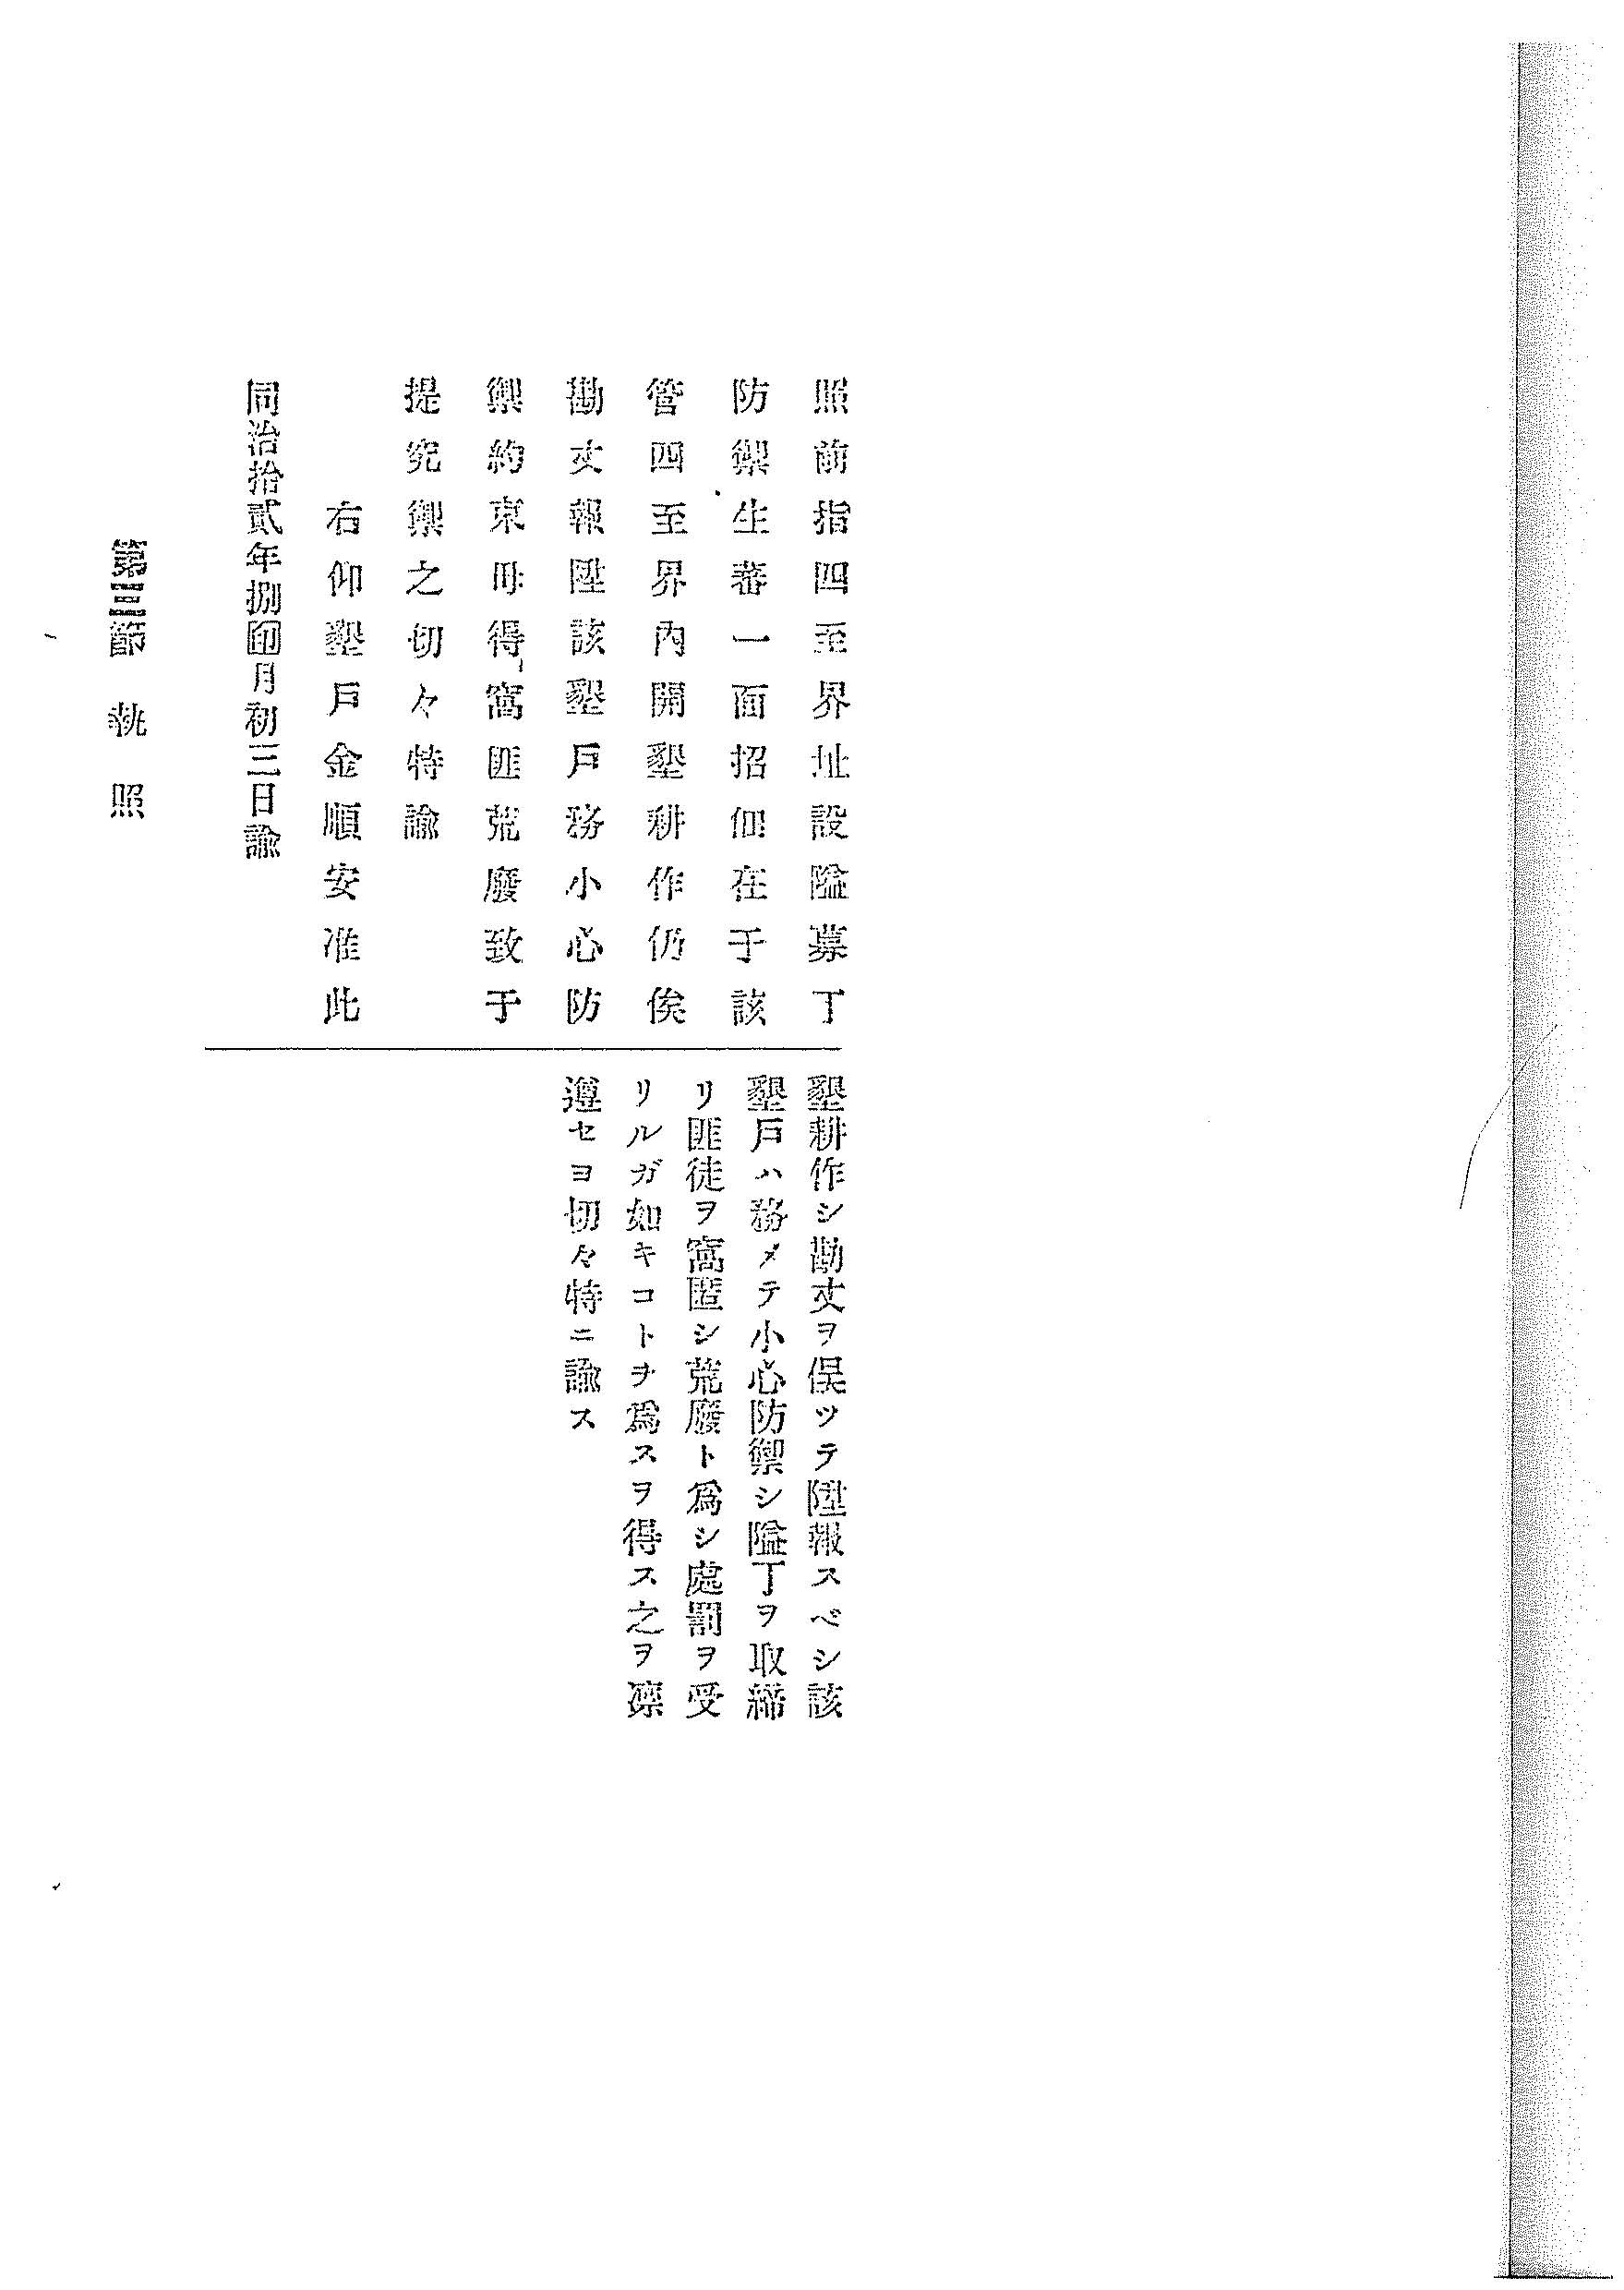 照前指四至界址設隘募丁
防禦生蕃一面招佃在于該
管四至界內開墾耕作仍俟
勘丈報陞該墾戶務小心防
禦約束毋得窩匪荒廢致于
提究禦之切々特諭
右仰墾戶金順安准此
同治拾貳年捌㊞月初三日諭
墾耕作シ勘丈ヲ俟ツテ陞報スベシ該
墾戶ハ務メテ小心防禦シ隘丁ヲ取締
リ匪徒ヲ窩匿シ荒廢ト爲シ處罰ヲ受
リルガ如キコトヲ爲スヲ得ス之ヲ凛
遵セヨ切々特ニ諭ス
第三節 執照